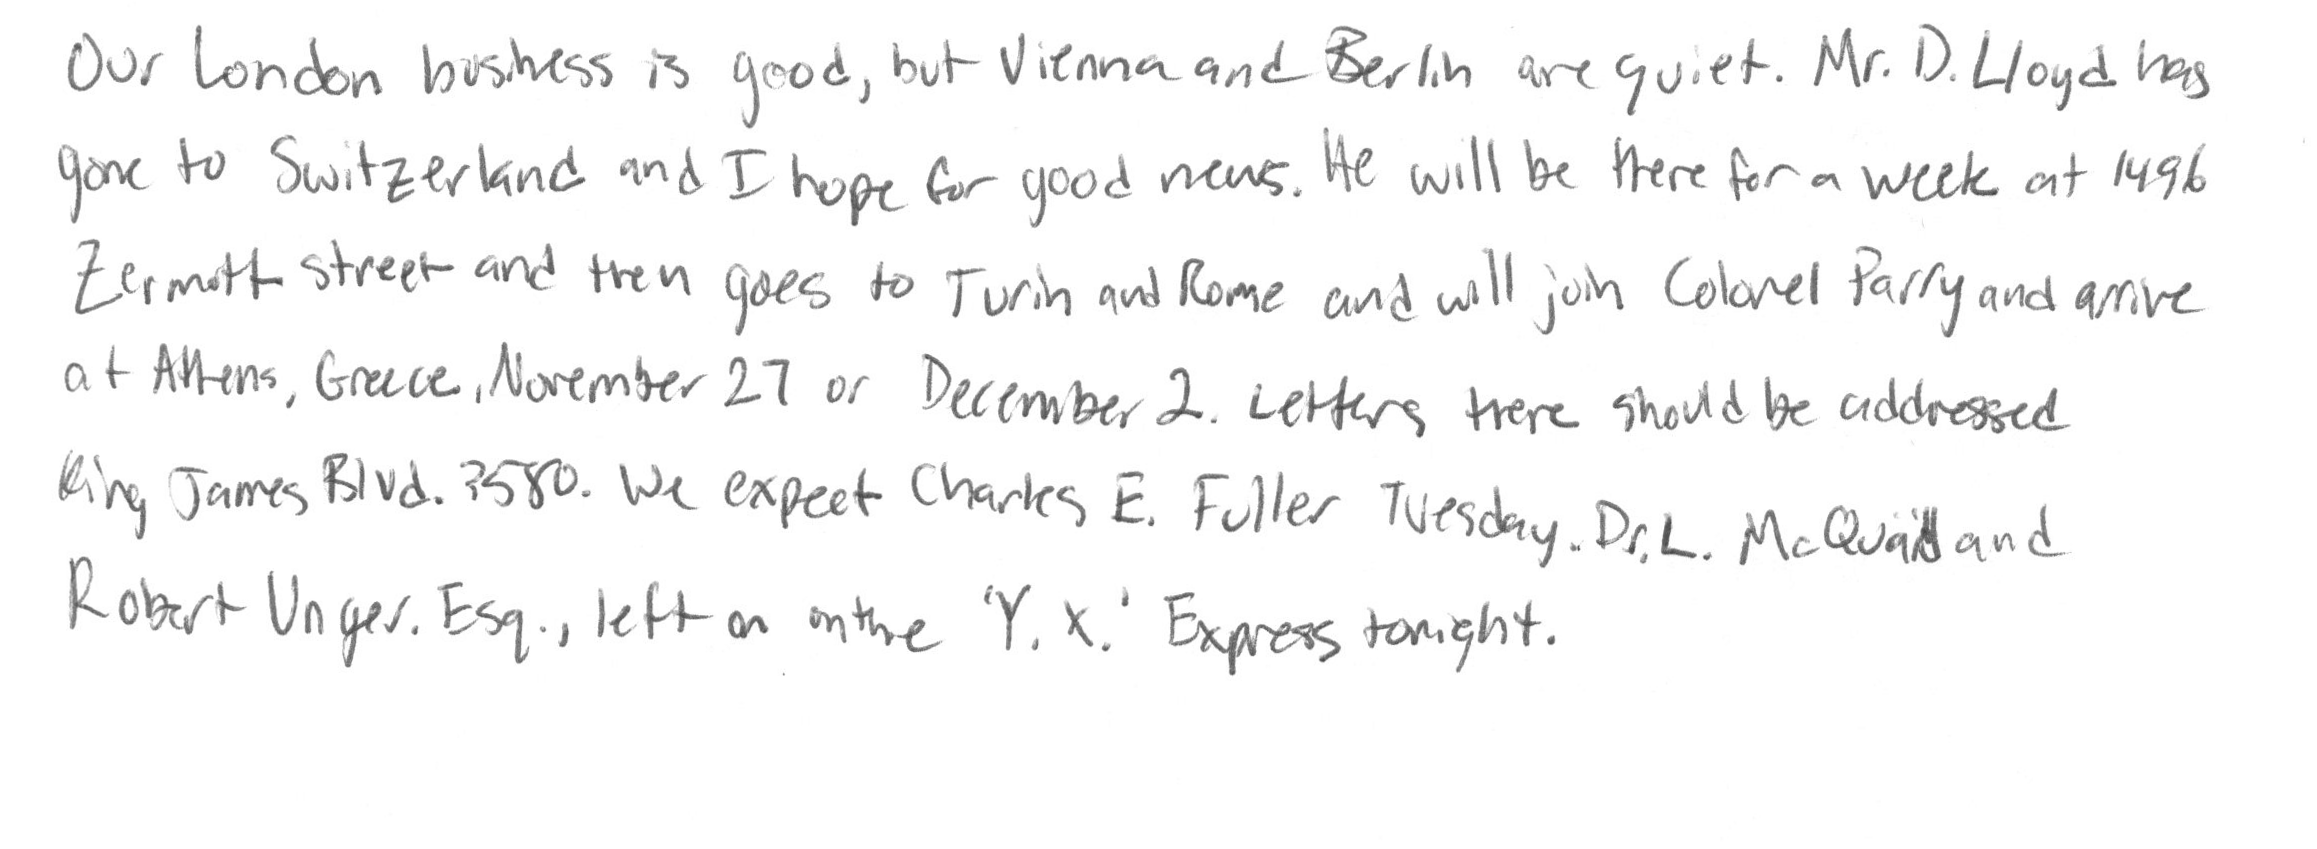 Our London business is good, but Vienna and Berlin are quiet. Mr. D. Lloyd has
gone to Switzerland and I hope for good news. He will be there for a week at 1496
Zermott street and then goes to Turin and Rome and will join Colonel Parry and arrive
at Athens, Greece, November 27 or December 2. Letters there should be addressed
King James Blvd. 3580. We expect Charles E. Fuller Tuesday. Dr. L. McQuaid and
Robert Unger. Esq., left on on the 'Y. X.' Express tonight.